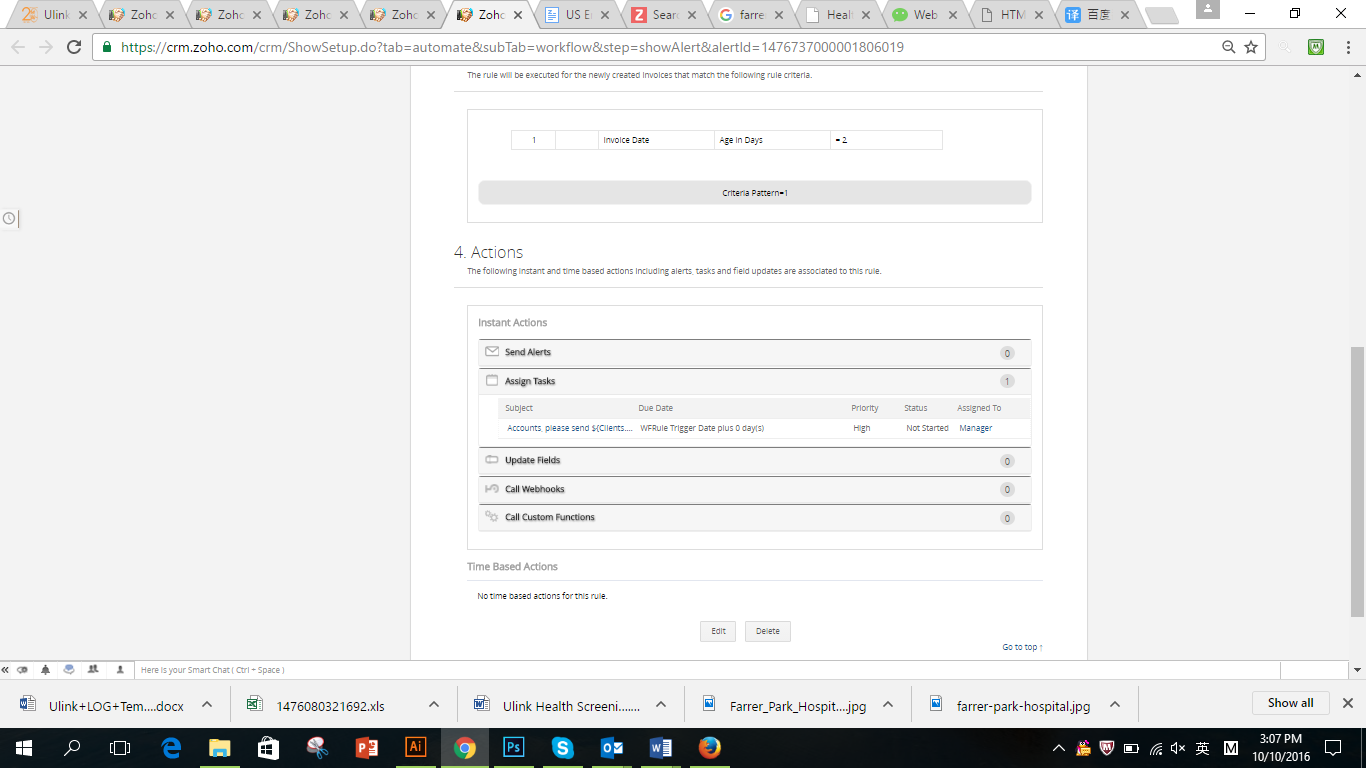 Ulink
Zoho
Zoho
Zoho
Zoho
Zoho
US E
Sear
farre
Healt
Web
HTM
百度
https://crm.zoho.com/crm/ShowSetup.do?tab=automate&subTab=workflow&step=showAlert&alertId=1476737000001806019
The rule will be executed for the newly created Invoices that match the following rule criteria.
1 Invoice Date Age in Days = 2
Criteria Pattern=1
4. Actions
The following instant and time based actions including alerts, tasks and field updates are associated to this rule.
Instant Actions
Send Alerts 0
Assign Tasks 1
Subject Due Date Priority Status Assigned To
Accounts, please send ${Clients.... WFRule Trigger Date plus 0 day(s) High Not Started Manager
Update Fields 0
Call Webhooks 0
Call Custom Functions 0
Time Based Actions
No time based actions for this rule.
Edit Delete
Go to top ↑
Here is your Smart Chat ( Ctrl + Space )
Ulink+LOG+Tem....docx
1476080321692.xls
Ulink Health Screeni.......
Farrer_Park_Hospit....jpg
farrer-park-hospital.jpg
Show all
英 M 3:07 PM
10/10/2016